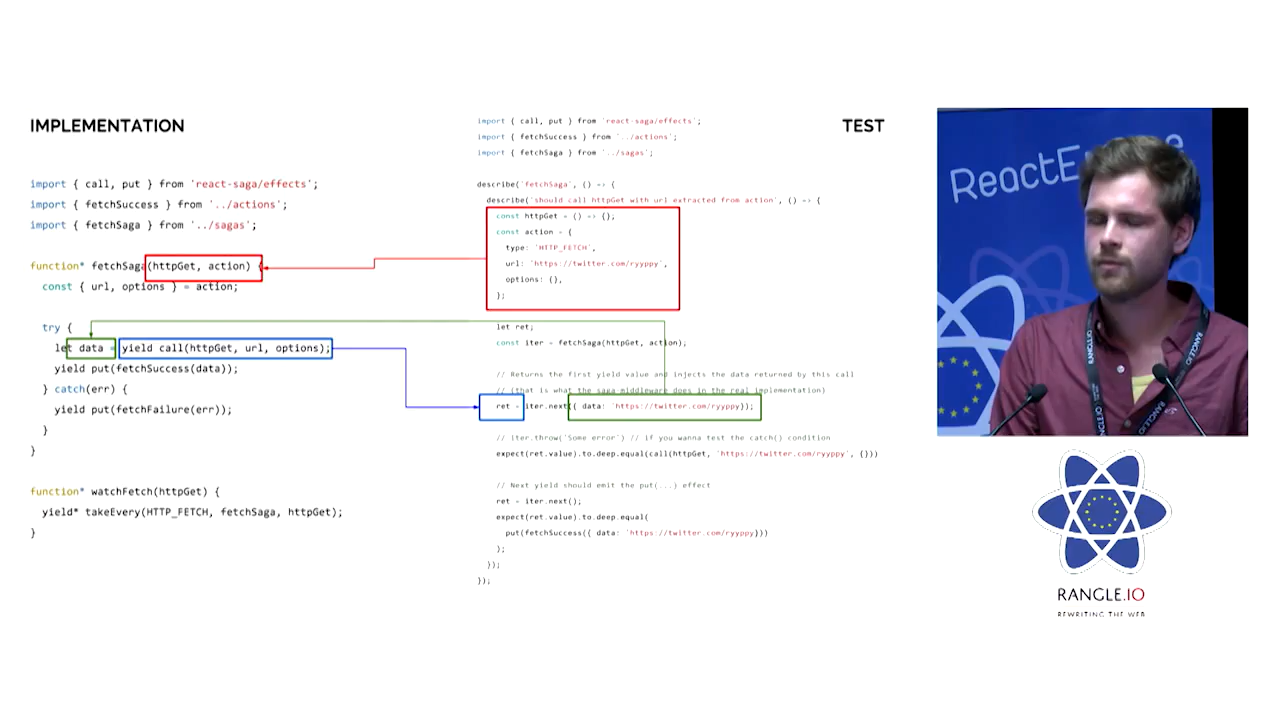 IMPLEMENTATION
import { call, put } from 'react-saga/effects';
import { fetchSuccess } from '../actions';
import { fetchSaga } from '../sagas';
function* fetchSaga(httpGet, action) {
const { url, options } = action;
try {
let data = yield call(httpGet, url, options);
yield put(fetchSuccess(data));
} catch(err) {
yield put(fetchFailure(err));
}
}
function* watchFetch(httpGet) {
yield* takeEvery(HTTP_FETCH, fetchSaga, httpGet);
}
TEST
import { call, put } from 'react-saga/effects';
import { fetchSuccess } from '../actions';
import { fetchSaga } from '../sagas';
describe('fetchSaga', () => {
describe('should call httpGet with url extracted from action', () => {
const httpGet = () => {};
const action = {
type: 'HTTP_FETCH',
url: 'https://twitter.com/ryyppy',
options: {},
};
let ret;
const iter = fetchSaga(httpGet, action);
// Returns the first yield value and injects the data returned by this call
// (that is what the saga middleware does in the real implementation)
ret = iter.next({ data: 'https://twitter.com/ryyppy});
// iter.throw('Some error') // if you wanna test the catch() condition
expect(ret.value).to.deep.equal(call(httpGet, 'https://twitter.com/ryyppy', {}))
// Next yield should emit the put(...) effect
ret = iter.next();
expect(ret.value).to.deep.equal(
put(fetchSuccess({ data: 'https://twitter.com/ryyppy}))
);
});
});
ReactE
RANGLE.IO
RANGLE.IO
RANGLE.IO
REWRITING THE WEB